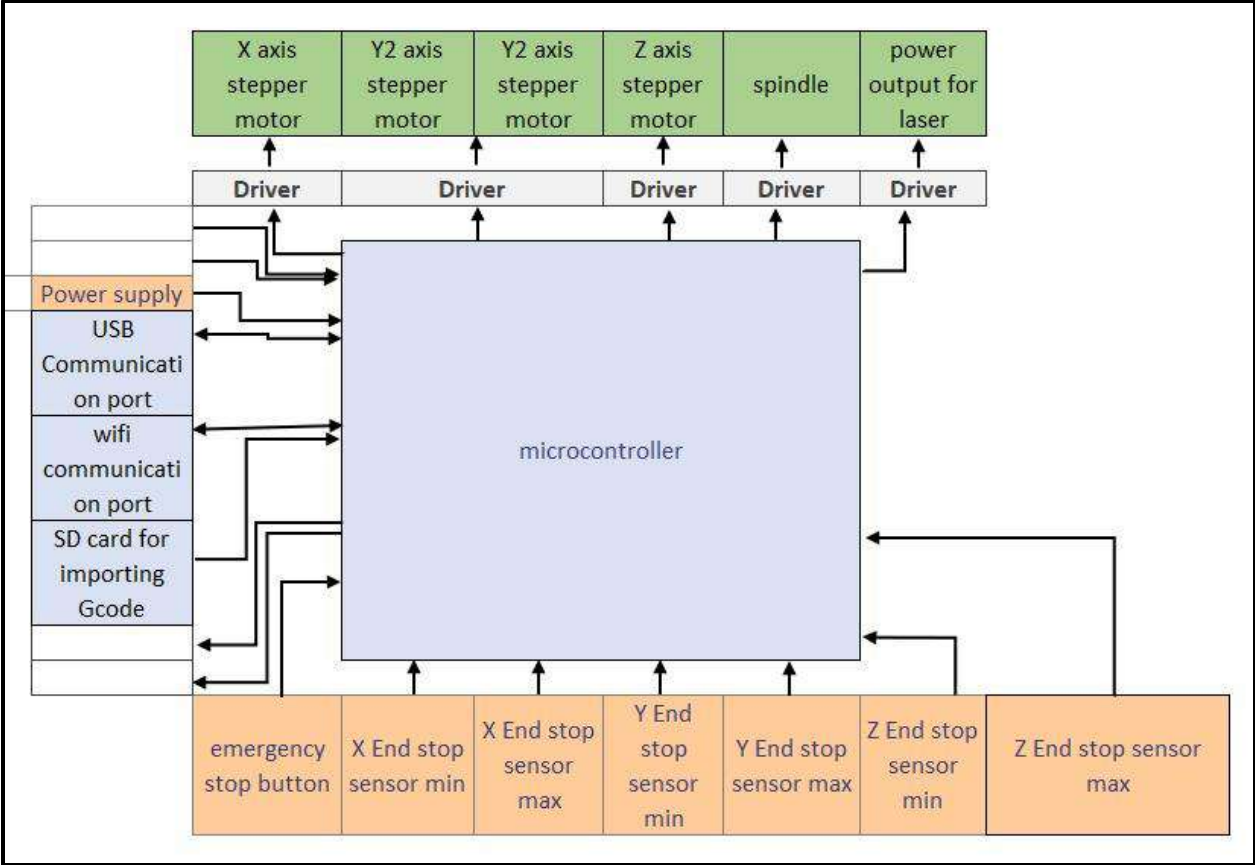 X axis
stepper
motor
Y2 axis
stepper
motor
Y2 axis
stepper
motor
Z axis
stepper
motor
spindle
power
output for
laser
Driver
Driver
Driver
Driver
Driver
Power supply
USB
Communicati
on port
wifi
communicati
on port
SD card for
importing
Gcode
microcontroller
emergency
stop button
X End stop
sensor min
X End stop
sensor
max
Y End
stop
sensor
min
Y End stop
sensor max
Z End stop
sensor
min
Z End stop sensor
max